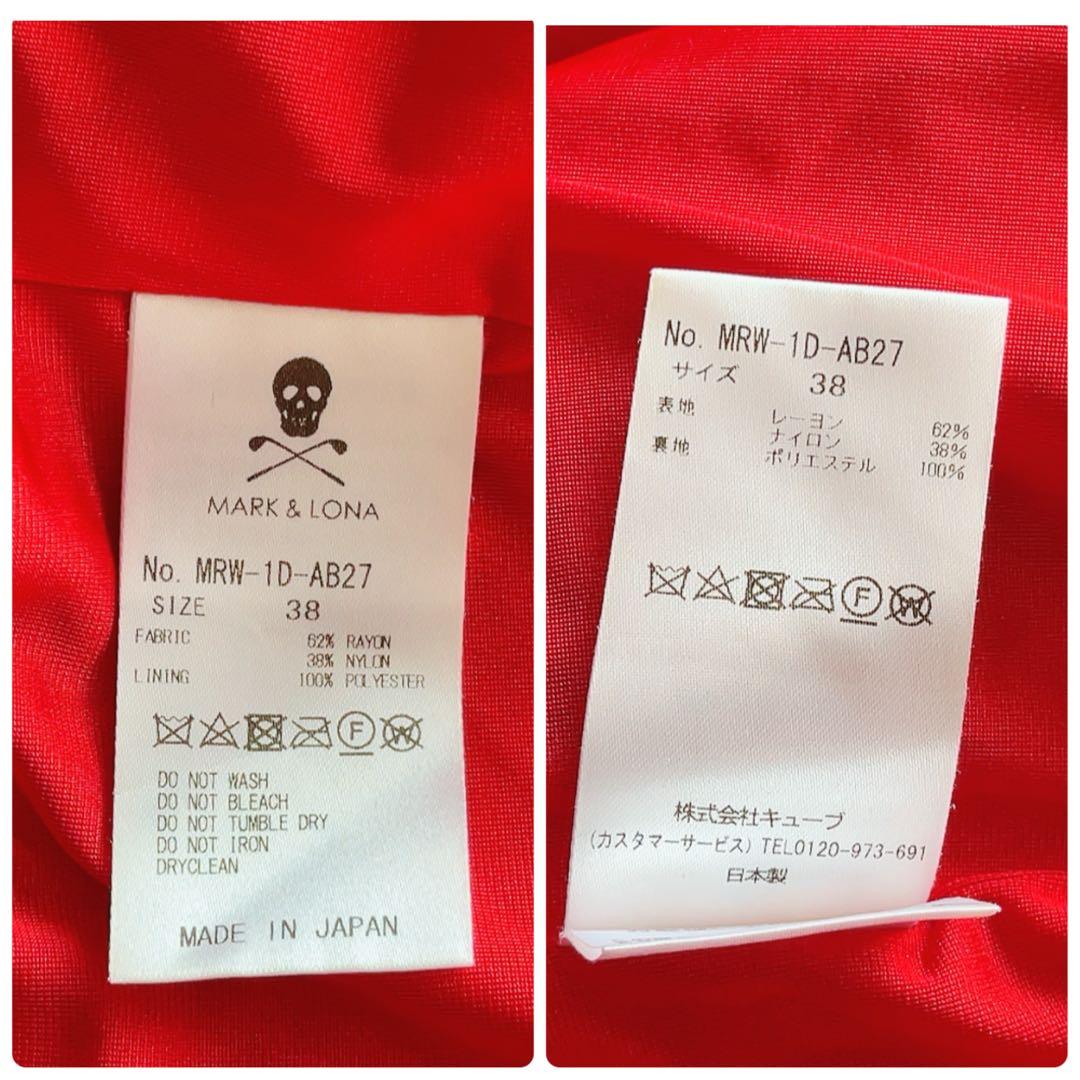 MARK & LONA
No. MRW-1D-AB27
SIZE 38
FABRIC 62% RAYON
38% NYLON
LINING 100% POLYESTER
F W
DO NOT WASH
DO NOT BLEACH
DO NOT TUMBLE DRY
DO NOT IRON
DRYCLEAN
MADE IN JAPAN
No. MRW-1D-AB27
サイズ 38
表地 レーヨン 62%
ナイロン 38%
裏地 ポリエステル 100%
F W
株式会社キューブ
(カスタマーサービス) TEL0120-973-691
日本製